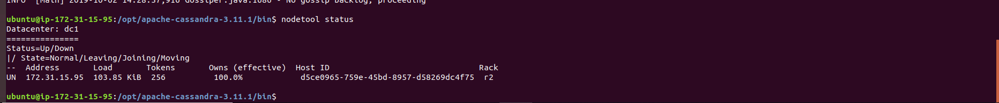 INFO  [main] 2019-10-02 14:28:37,916 Gossiper.java:1686 - No gossip backlog; proceeding
ubuntu@ip-172-31-15-95:/opt/apache-cassandra-3.11.1/bin$ nodetool status
Datacenter: dc1
===============
Status=Up/Down
|/ State=Normal/Leaving/Joining/Moving
--  Address       Load       Tokens       Owns (effective)  Host ID                               Rack
UN  172.31.15.95  103.85 KiB  256          100.0%            d5ce0965-759e-45bd-8957-d58269dc4f75  r2
ubuntu@ip-172-31-15-95:/opt/apache-cassandra-3.11.1/bin$